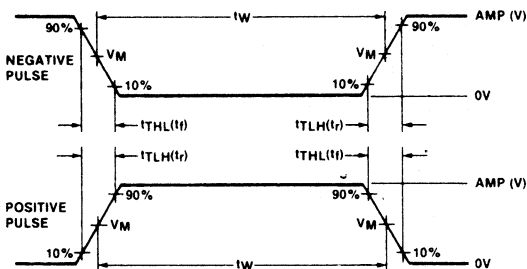 tW
90%
90%
AMP (V)
NEGATIVE
PULSE
VM
VM
10%
10%
0V
tTHL(tf)
tTLH(tr)
tTLH(tr)
tTHL(tf)
AMP (V)
90%
90%
POSITIVE
PULSE
VM
VM
10%
10%
tW
0V